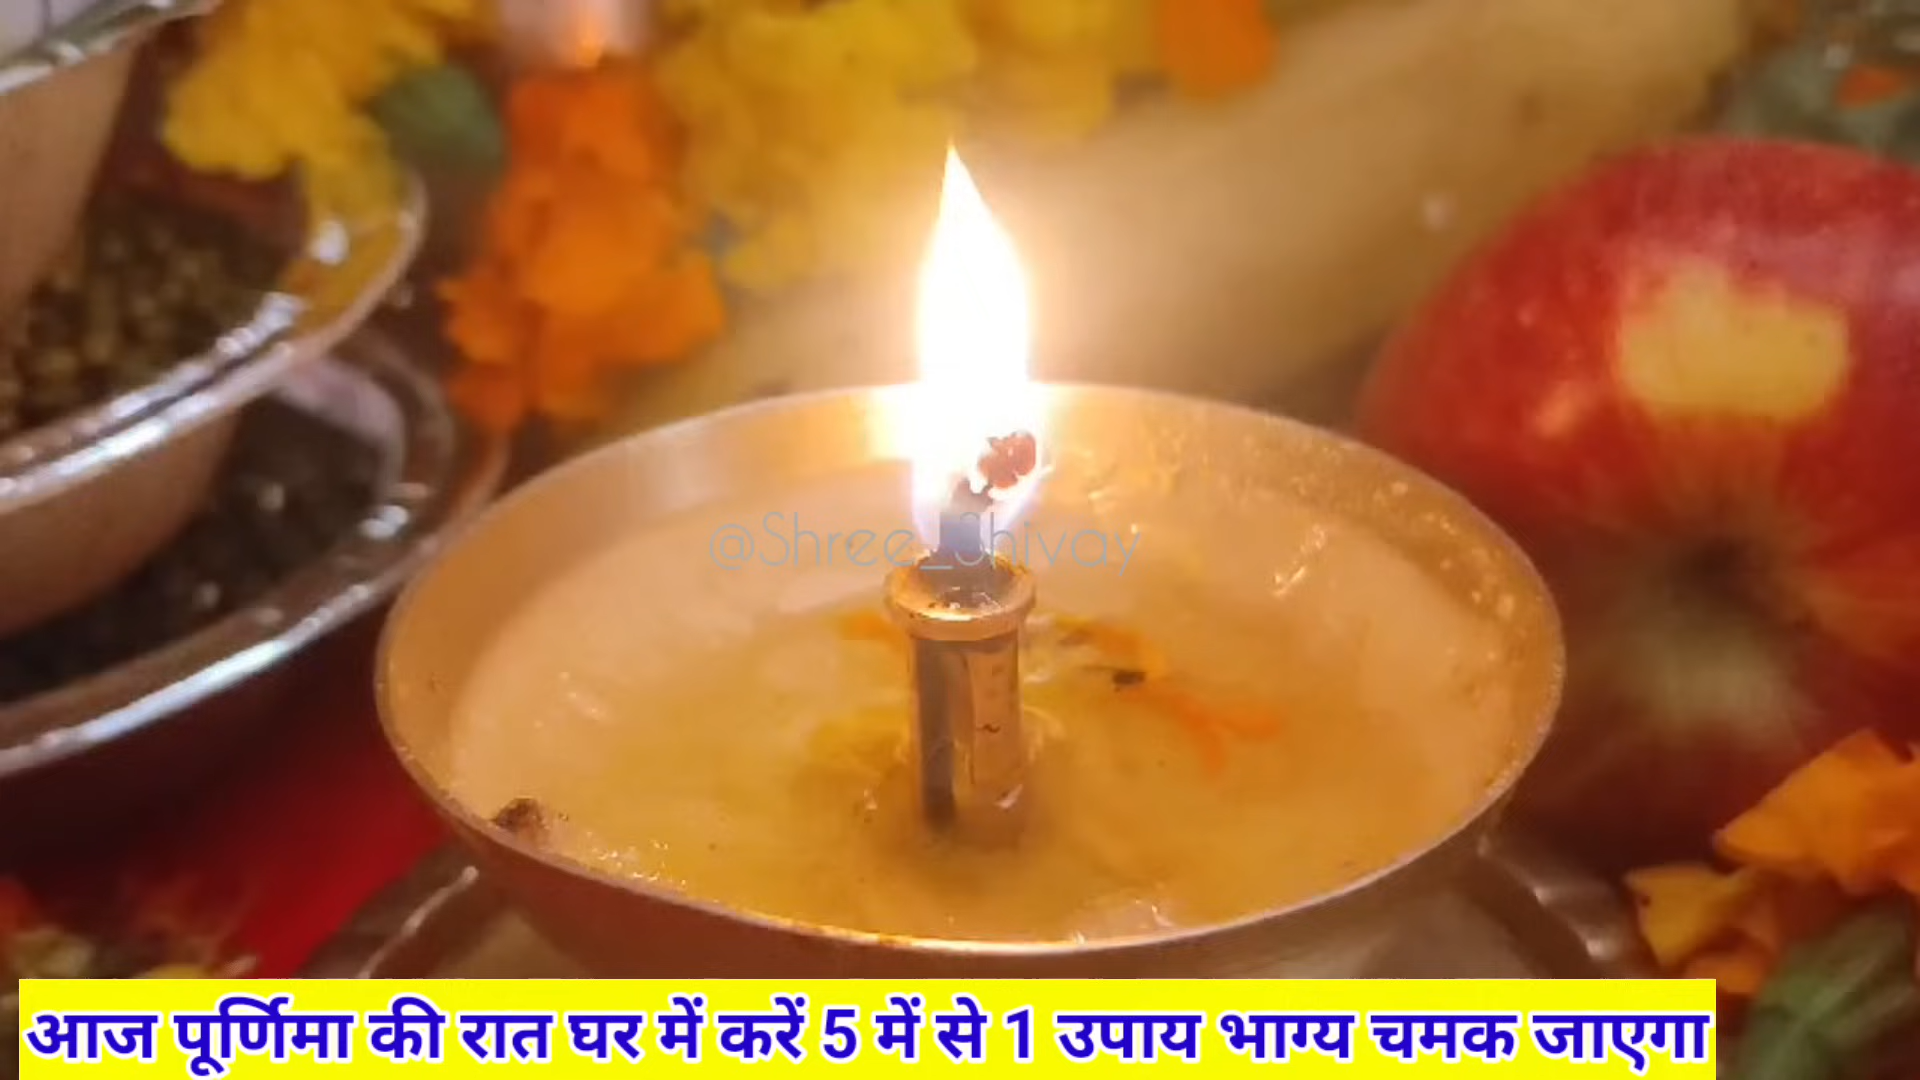 @Shree_Shivay
आज पूर्णिमा की रात घर में करें 5 में से 1 उपाय भाग्य चमक जाएगा